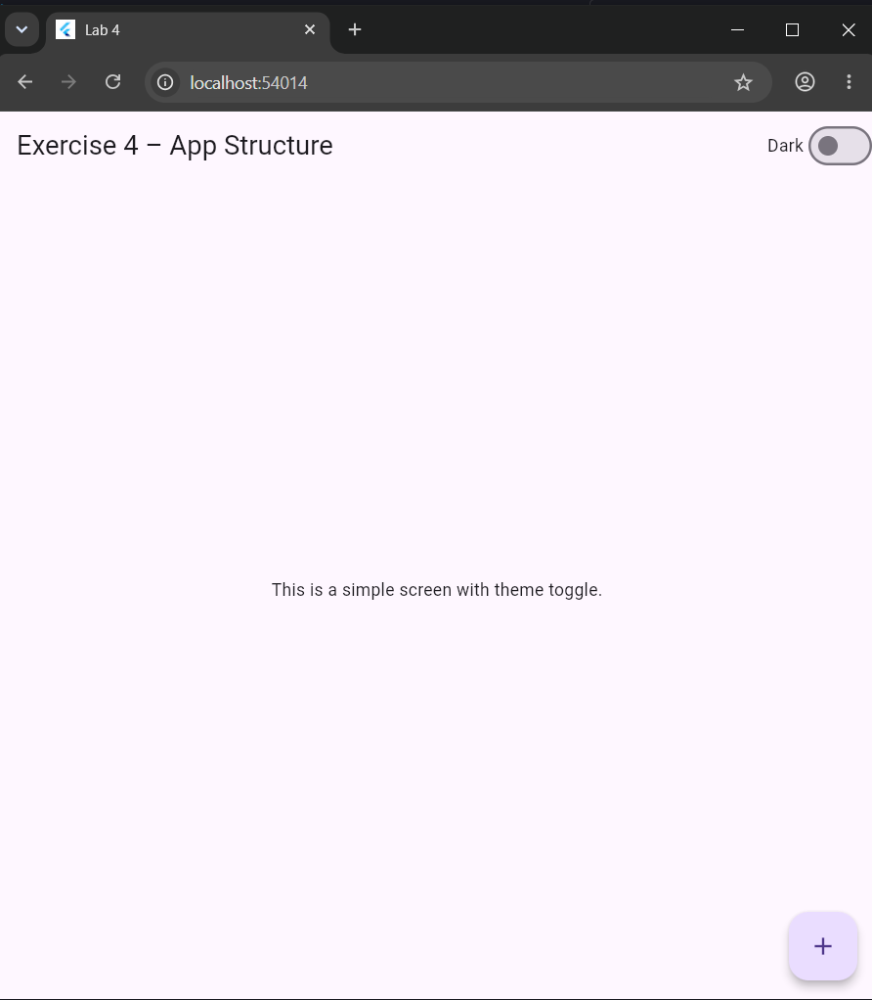 Lab 4
localhost:54014
Exercise 4 – App Structure
Dark
This is a simple screen with theme toggle.